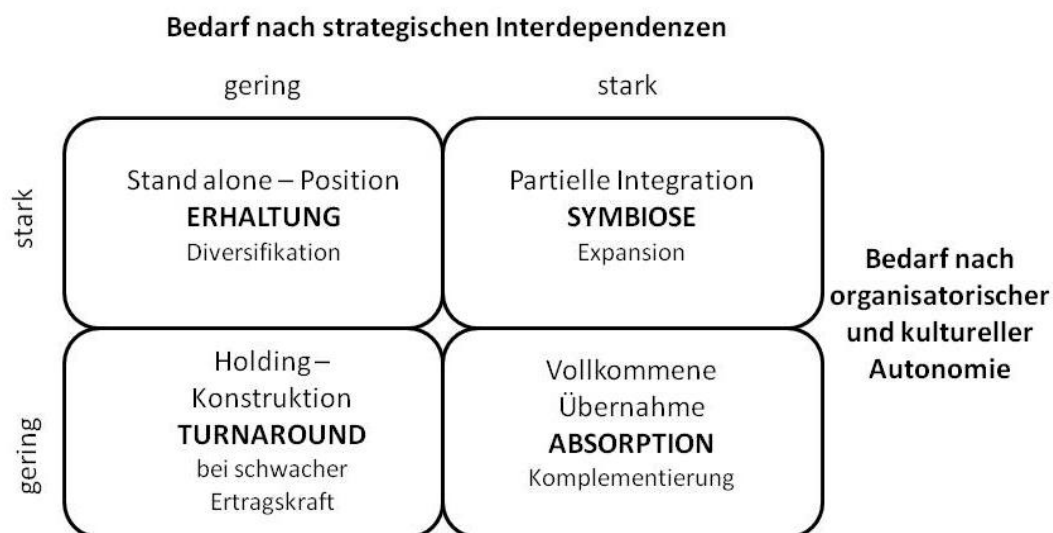 Bedarf nach strategischen Interdependenzen
gering
stark
stark
Stand alone – Position
ERHALTUNG
Diversifikation
Partielle Integration
SYMBIOSE
Expansion
Bedarf nach
organisatorischer
und kultureller
Autonomie
gering
Holding –
Konstruktion
TURNAROUND
bei schwacher
Ertragskraft
Vollkommene
Übernahme
ABSORPTION
Komplementierung